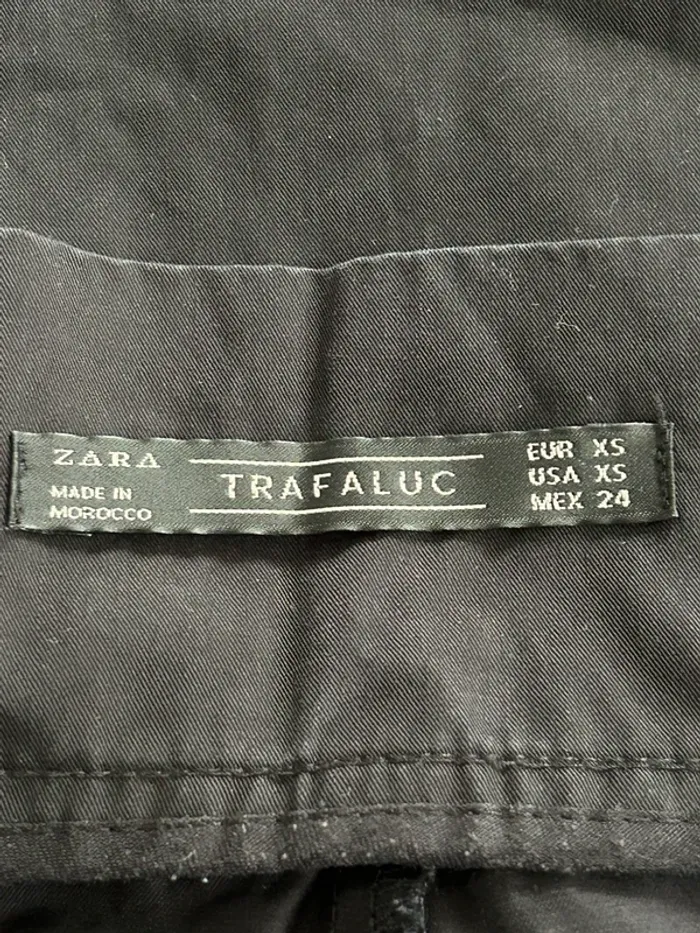 ZARA
MADE IN
MOROCCO
TRAFALUC
EUR XS
USA XS
MEX 24